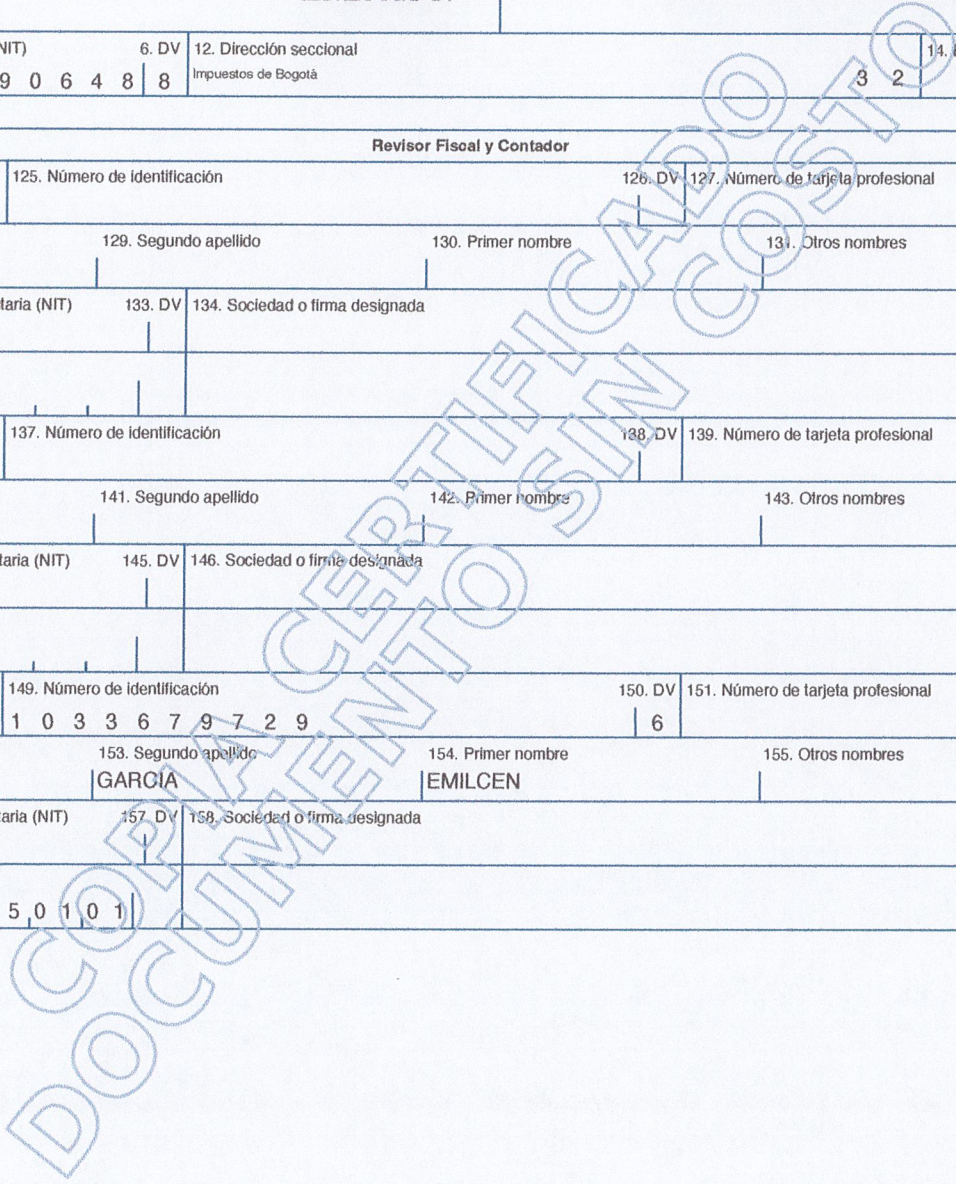 NIT) 6. DV 12. Dirección seccional 14.
9 0 6 4 8 8 Impuestos de Bogotá 3 2
Revisor Fiscal y Contador
125. Número de identificación 126. DV 127. Número de tarjeta profesional
129. Segundo apellido 130. Primer nombre 131. Otros nombres
taria (NIT) 133. DV 134. Sociedad o firma designada
137. Número de identificación 138. DV 139. Número de tarjeta profesional
141. Segundo apellido 142. Primer nombre 143. Otros nombres
taria (NIT) 145. DV 146. Sociedad o firma designada
149. Número de identificación 150. DV 151. Número de tarjeta profesional
1 0 3 3 6 7 9 7 2 9 6
153. Segundo apellido 154. Primer nombre 155. Otros nombres
GARCIA EMILCEN
taria (NIT) 157. DV 158. Sociedad o firma designada
5 0 1 0 1
COPIA CERTIFICADO
DOCUMENTO SIN COSTO